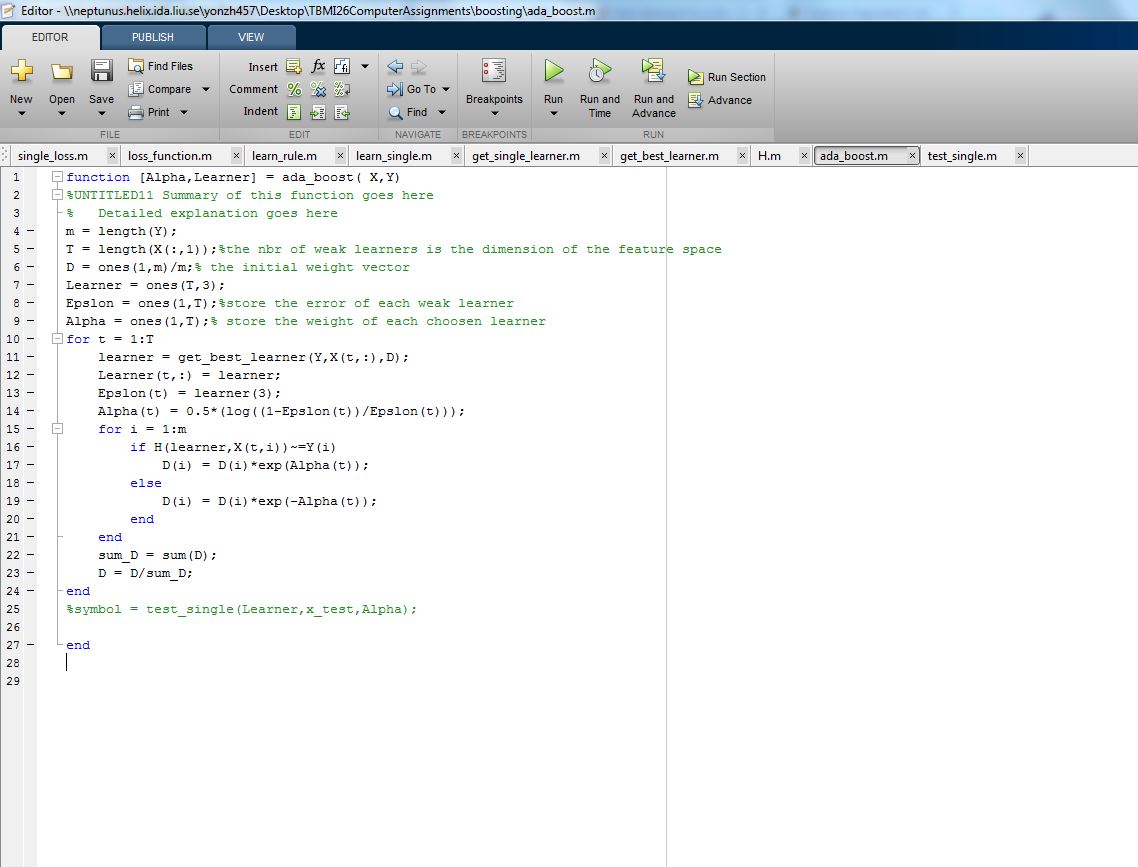 Editor - \\neptunus.helix.ida.liu.se\yonzh457\Desktop\TBMI26ComputerAssignments\boosting\ada_boost.m
EDITOR PUBLISH VIEW
New Open Save Find Files Compare Print
Insert fx Comment Indent
Go To Find
Breakpoints
Run Run and Time Run and Advance Run Section Advance
FILE EDIT NAVIGATE BREAKPOINTS RUN
single_loss.m × loss_function.m × learn_rule.m × learn_single.m × get_single_learner.m × get_best_learner.m × H.m × ada_boost.m × test_single.m ×
1 function [Alpha,Learner] = ada_boost( X,Y)
2 %UNTITLED11 Summary of this function goes here
3 %   Detailed explanation goes here
4 – m = length(Y);
5 – T = length(X(:,1));%the nbr of weak learners is the dimension of the feature space
6 – D = ones(1,m)/m;% the initial weight vector
7 – Learner = ones(T,3);
8 – Epslon = ones(1,T);%store the error of each weak learner
9 – Alpha = ones(1,T);% store the weight of each choosen learner
10 – for t = 1:T
11 –     learner = get_best_learner(Y,X(t,:),D);
12 –     Learner(t,:) = learner;
13 –     Epslon(t) = learner(3);
14 –     Alpha(t) = 0.5*(log((1-Epslon(t))/Epslon(t)));
15 –     for i = 1:m
16 –         if H(learner,X(t,i))~=Y(i)
17 –             D(i) = D(i)*exp(Alpha(t));
18 –         else
19 –             D(i) = D(i)*exp(-Alpha(t));
20 –         end
21 –     end
22 –     sum_D = sum(D);
23 –     D = D/sum_D;
24 – end
25 %symbol = test_single(Learner,x_test,Alpha);
26
27 – end
28
29